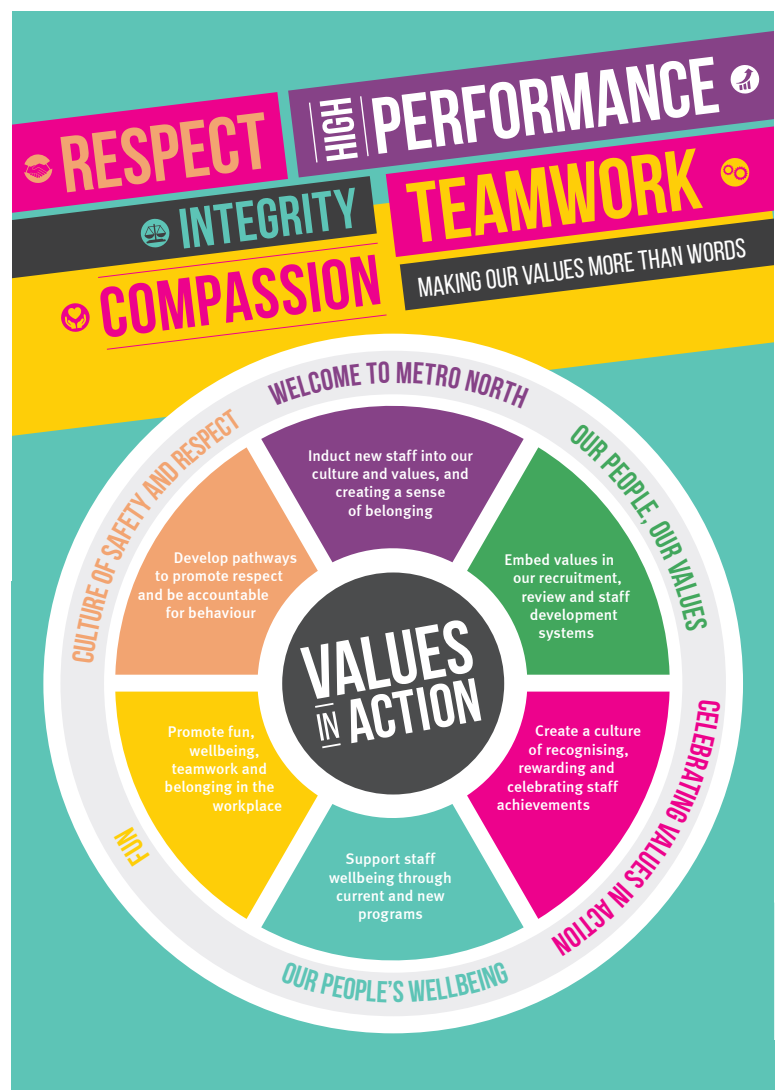 RESPECT
HIGH PERFORMANCE
INTEGRITY
TEAMWORK
COMPASSION
MAKING OUR VALUES MORE THAN WORDS
WELCOME TO METRO NORTH
Induct new staff into our
culture and values, and
creating a sense
of belonging
OUR PEOPLE, OUR VALUES
Embed values in
our recruitment,
review and staff
development
systems
CELEBRATING VALUES IN ACTION
Create a culture
of recognising,
rewarding and
celebrating staff
achievements
OUR PEOPLE'S WELLBEING
Support staff
wellbeing through
current and new
programs
FUN
Promote fun,
wellbeing,
teamwork and
belonging in the
workplace
CULTURE OF SAFETY AND RESPECT
Develop pathways
to promote respect
and be accountable
for behaviour
VALUES
IN ACTION